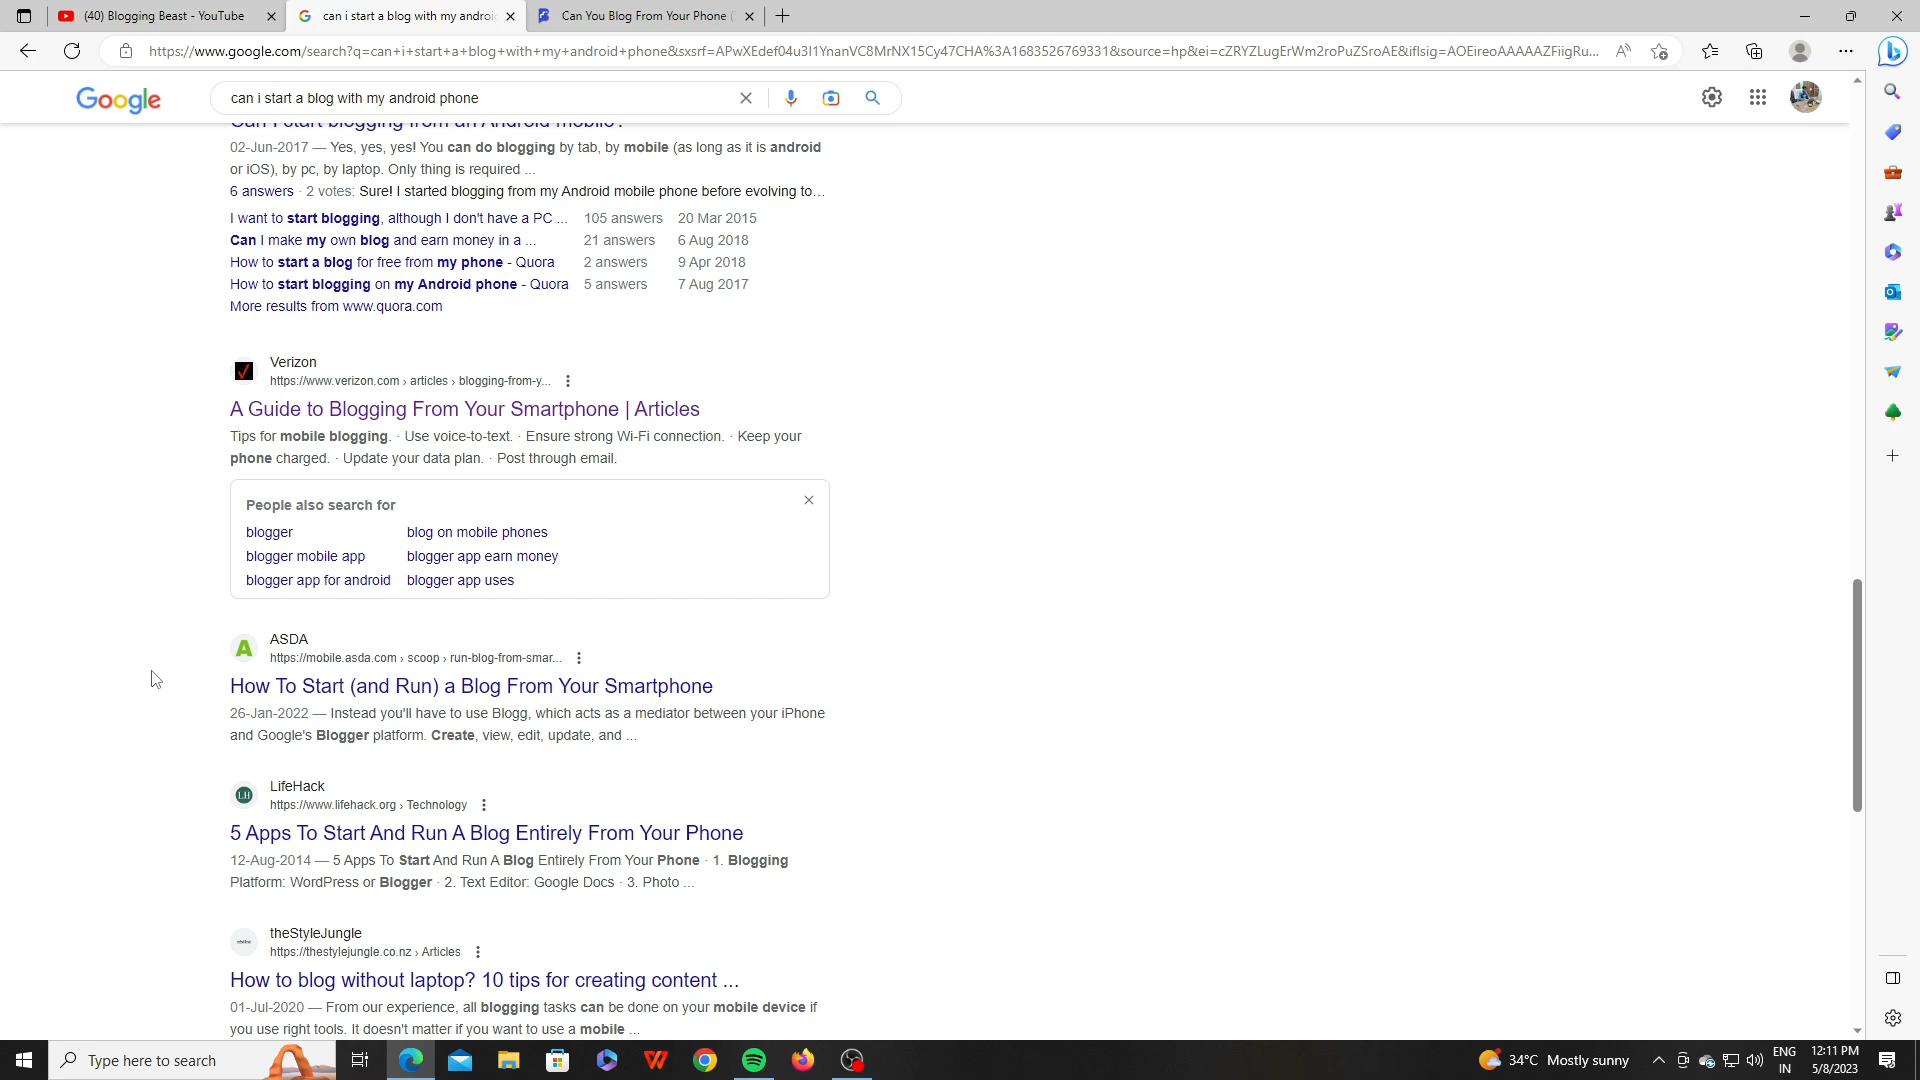 (40) Blogging Beast - YouTube
can i start a blog with my androi
Can You Blog From Your Phone (
https://www.google.com/search?q=can+i+start+a+blog+with+my+android+phone&sxsrf=APwXEdef04u3I1YnanVC8MrNX15Cy47CHA%3A1683526769331&source=hp&ei=cZRYZLugErWm2roPuZSroAE&iflsig=AOEireoAAAAAZFiigRu...
Google
can i start a blog with my android phone
Can I start blogging from an Android mobile?
02-Jun-2017 — Yes, yes, yes! You can do blogging by tab, by mobile (as long as it is android
or iOS), by pc, by laptop. Only thing is required ...
6 answers · 2 votes: Sure! I started blogging from my Android mobile phone before evolving to...
I want to start blogging, although I don't have a PC ... 105 answers 20 Mar 2015
Can I make my own blog and earn money in a ... 21 answers 6 Aug 2018
How to start a blog for free from my phone - Quora 2 answers 9 Apr 2018
How to start blogging on my Android phone - Quora 5 answers 7 Aug 2017
More results from www.quora.com
Verizon
https://www.verizon.com › articles › blogging-from-y...
A Guide to Blogging From Your Smartphone | Articles
Tips for mobile blogging. · Use voice-to-text. · Ensure strong Wi-Fi connection. · Keep your
phone charged. · Update your data plan. · Post through email.
People also search for
blogger blog on mobile phones
blogger mobile app blogger app earn money
blogger app for android blogger app uses
ASDA
https://mobile.asda.com › scoop › run-blog-from-smar...
How To Start (and Run) a Blog From Your Smartphone
26-Jan-2022 — Instead you'll have to use Blogg, which acts as a mediator between your iPhone
and Google's Blogger platform. Create, view, edit, update, and ...
LH
LifeHack
https://www.lifehack.org › Technology
5 Apps To Start And Run A Blog Entirely From Your Phone
12-Aug-2014 — 5 Apps To Start And Run A Blog Entirely From Your Phone · 1. Blogging
Platform: WordPress or Blogger · 2. Text Editor: Google Docs · 3. Photo ...
theStyleJungle
https://thestylejungle.co.nz › Articles
How to blog without laptop? 10 tips for creating content ...
01-Jul-2020 — From our experience, all blogging tasks can be done on your mobile device if
you use right tools. It doesn't matter if you want to use a mobile ...
Type here to search
34°C Mostly sunny
ENG
IN
12:11 PM
5/8/2023